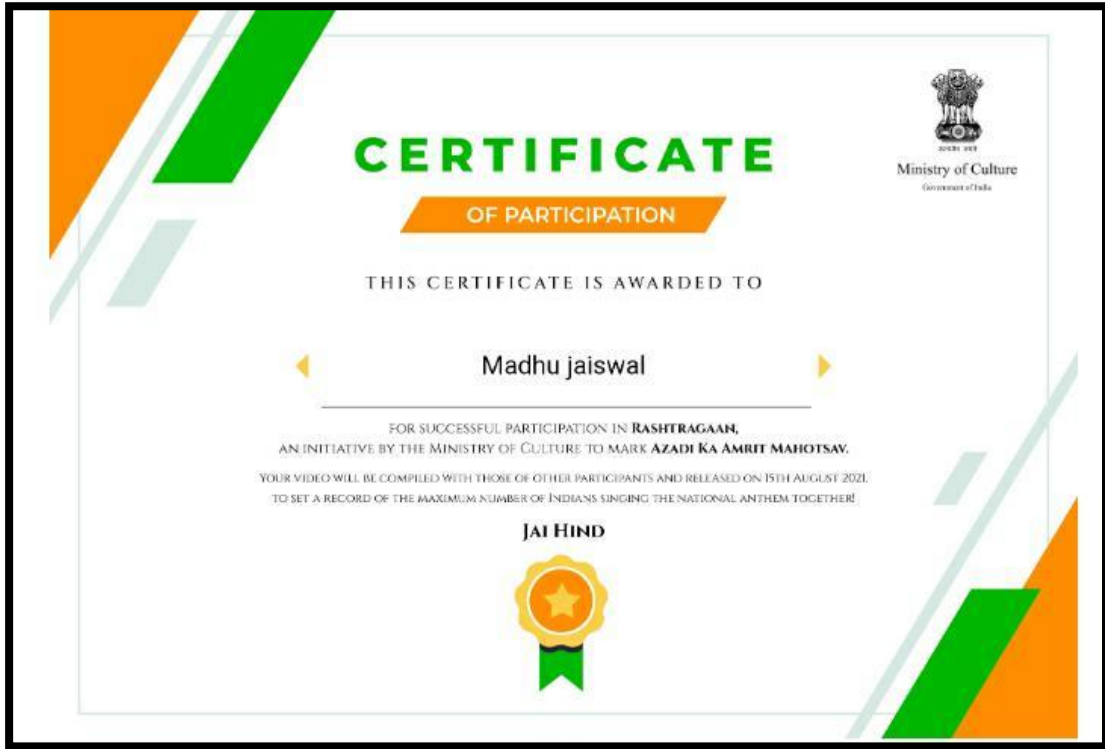 CERTIFICATE
OF PARTICIPATION
Ministry of Culture
Government of India
THIS CERTIFICATE IS AWARDED TO
Madhu jaiswal
FOR SUCCESSFUL PARTICIPATION IN RASHTRAGAAN,
AN INITIATIVE BY THE MINISTRY OF CULTURE TO MARK AZADI KA AMRIT MAHOTSAV.
YOUR VIDEO WILL BE COMPILED WITH THOSE OF OTHER PARTICIPANTS AND RELEASED ON 15TH AUGUST 2021,
TO SET A RECORD OF THE MAXIMUM NUMBER OF INDIANS SINGING THE NATIONAL ANTHEM TOGETHER!
JAI HIND